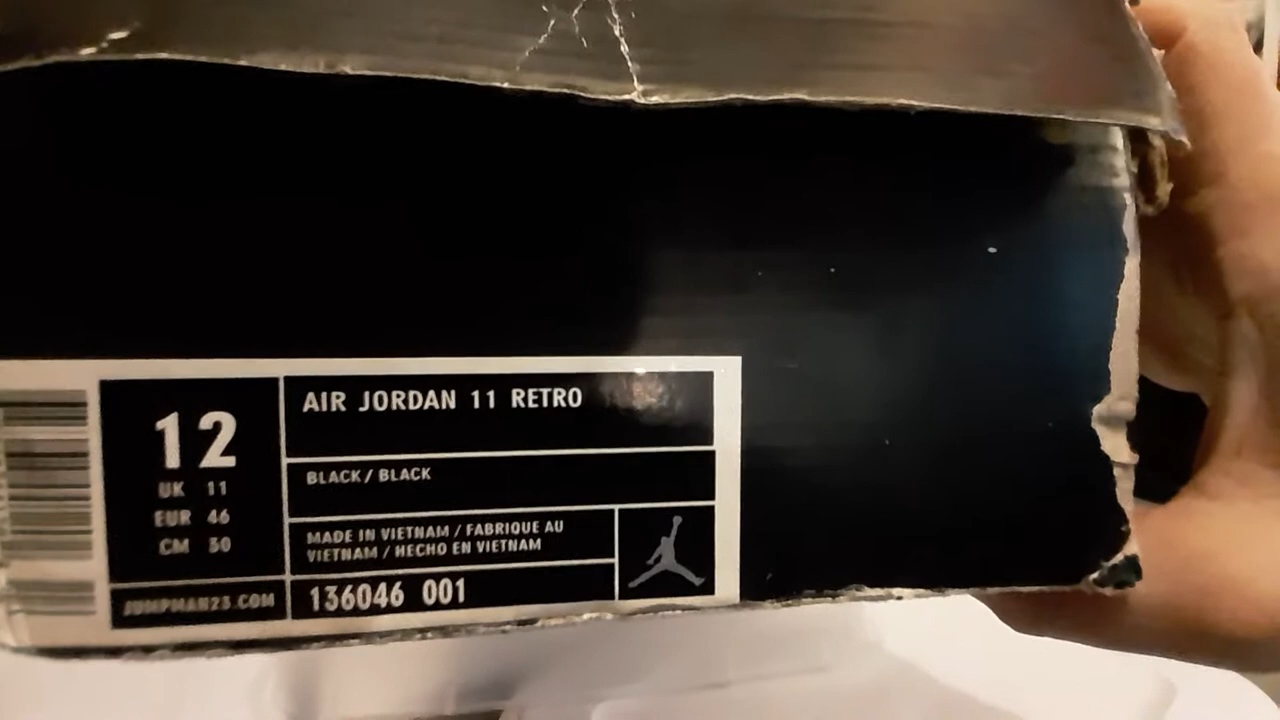 12
UK 11
EUR 46
CM 30
JUMPMAN23.COM
AIR JORDAN 11 RETRO
BLACK / BLACK
MADE IN VIETNAM / FABRIQUE AU
VIETNAM / HECHO EN VIETNAM
136046 001